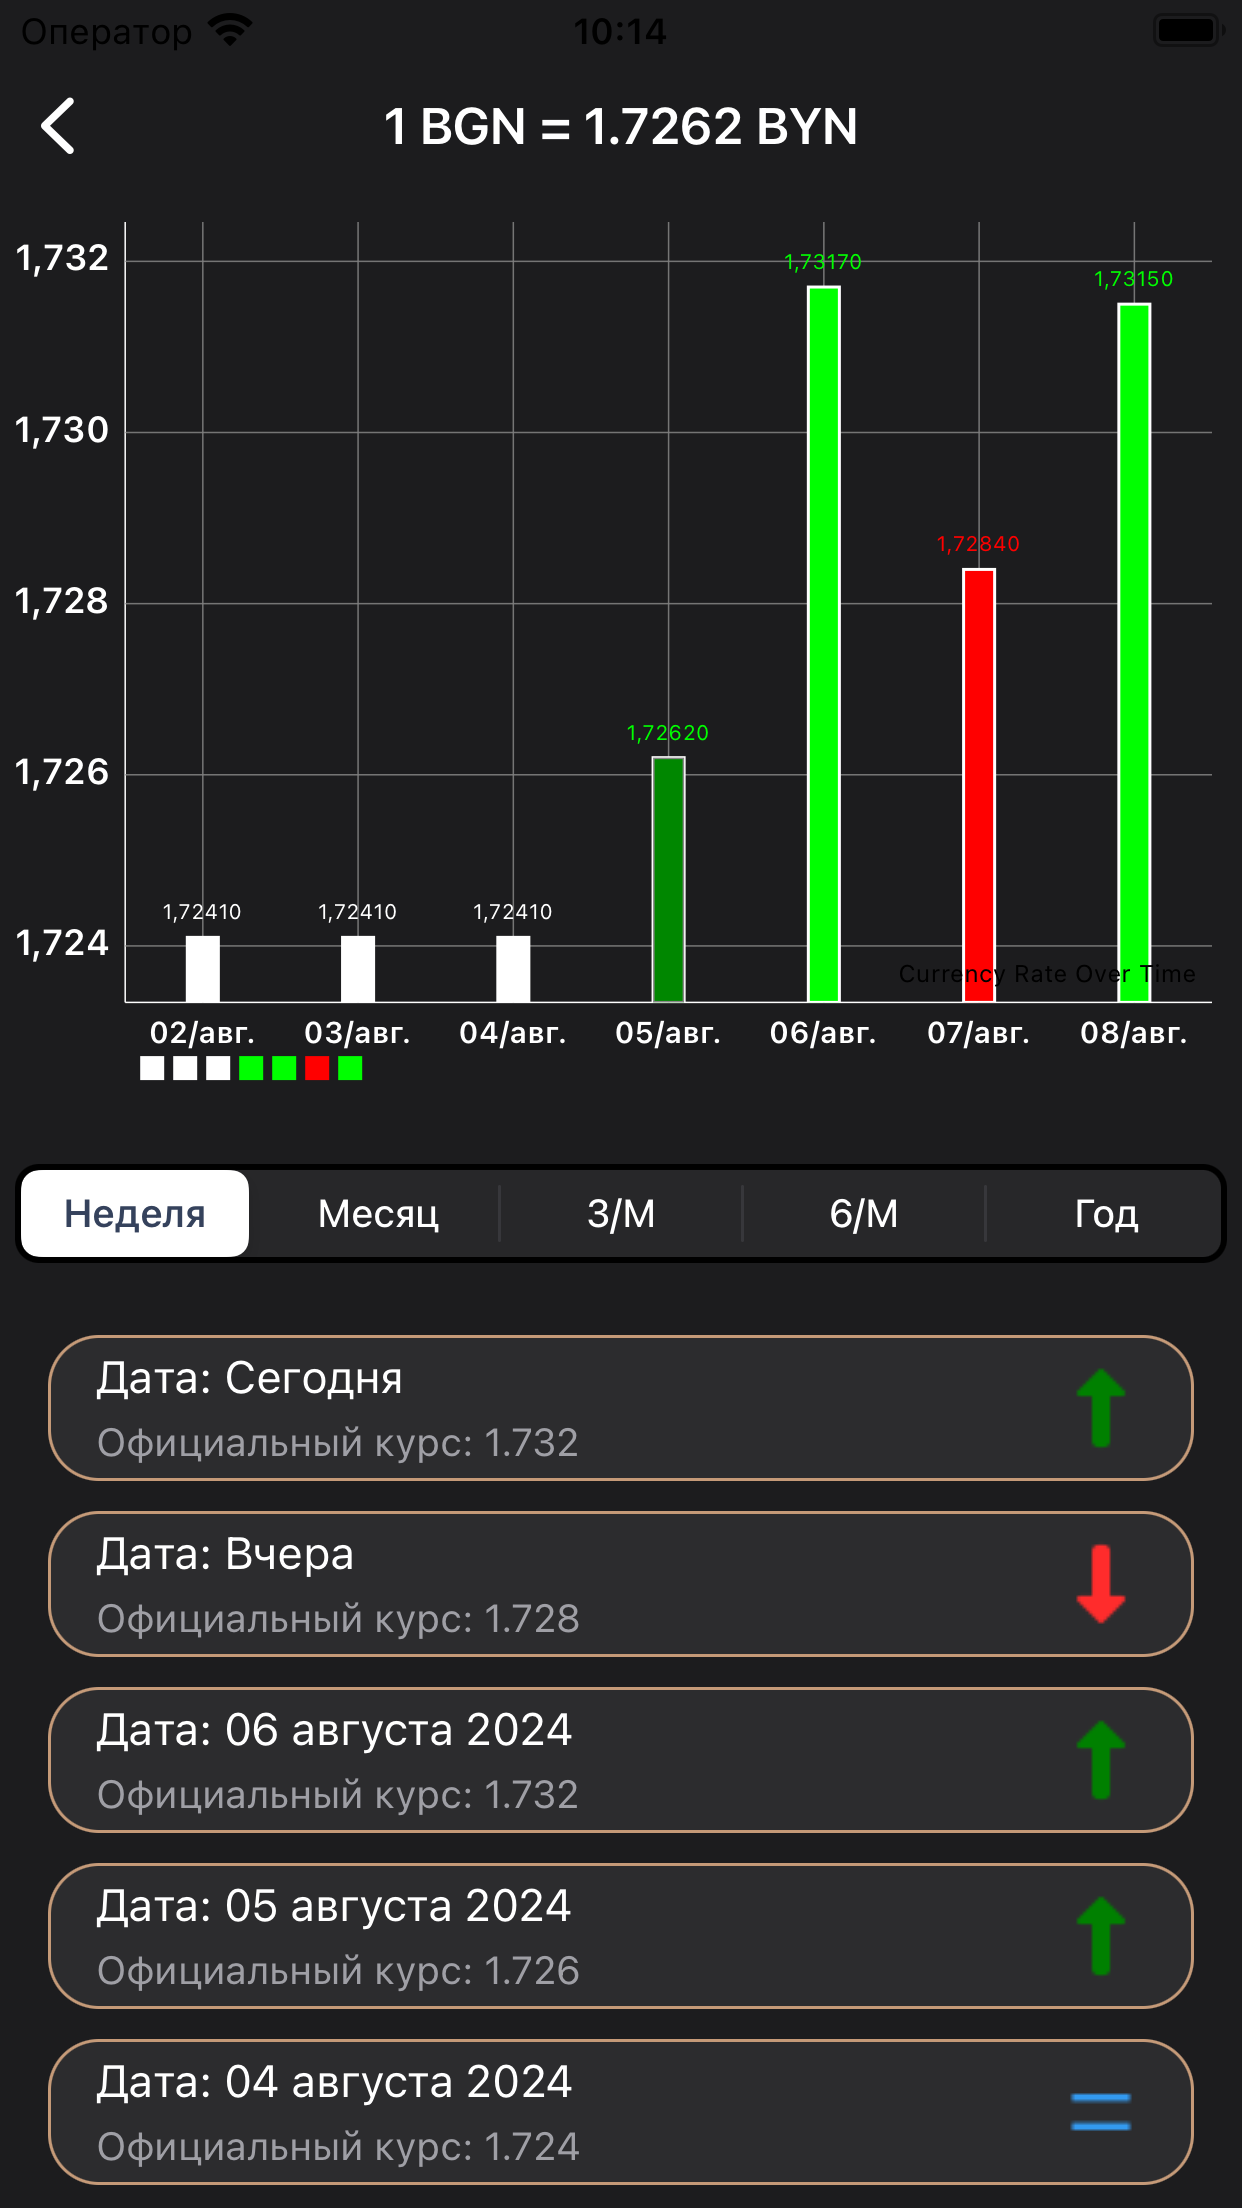 Оператор 10:14
1 BGN = 1.7262 BYN
1,732
1,73170
1,73150
1,730
1,72840
1,728
1,72620
1,726
1,72410 1,72410 1,72410
1,724
Currency Rate Over Time
02/авг. 03/авг. 04/авг. 05/авг. 06/авг. 07/авг. 08/авг.
Неделя Месяц 3/М 6/М Год
Дата: Сегодня
Официальный курс: 1.732
Дата: Вчера
Официальный курс: 1.728
Дата: 06 августа 2024
Официальный курс: 1.732
Дата: 05 августа 2024
Официальный курс: 1.726
Дата: 04 августа 2024
Официальный курс: 1.724